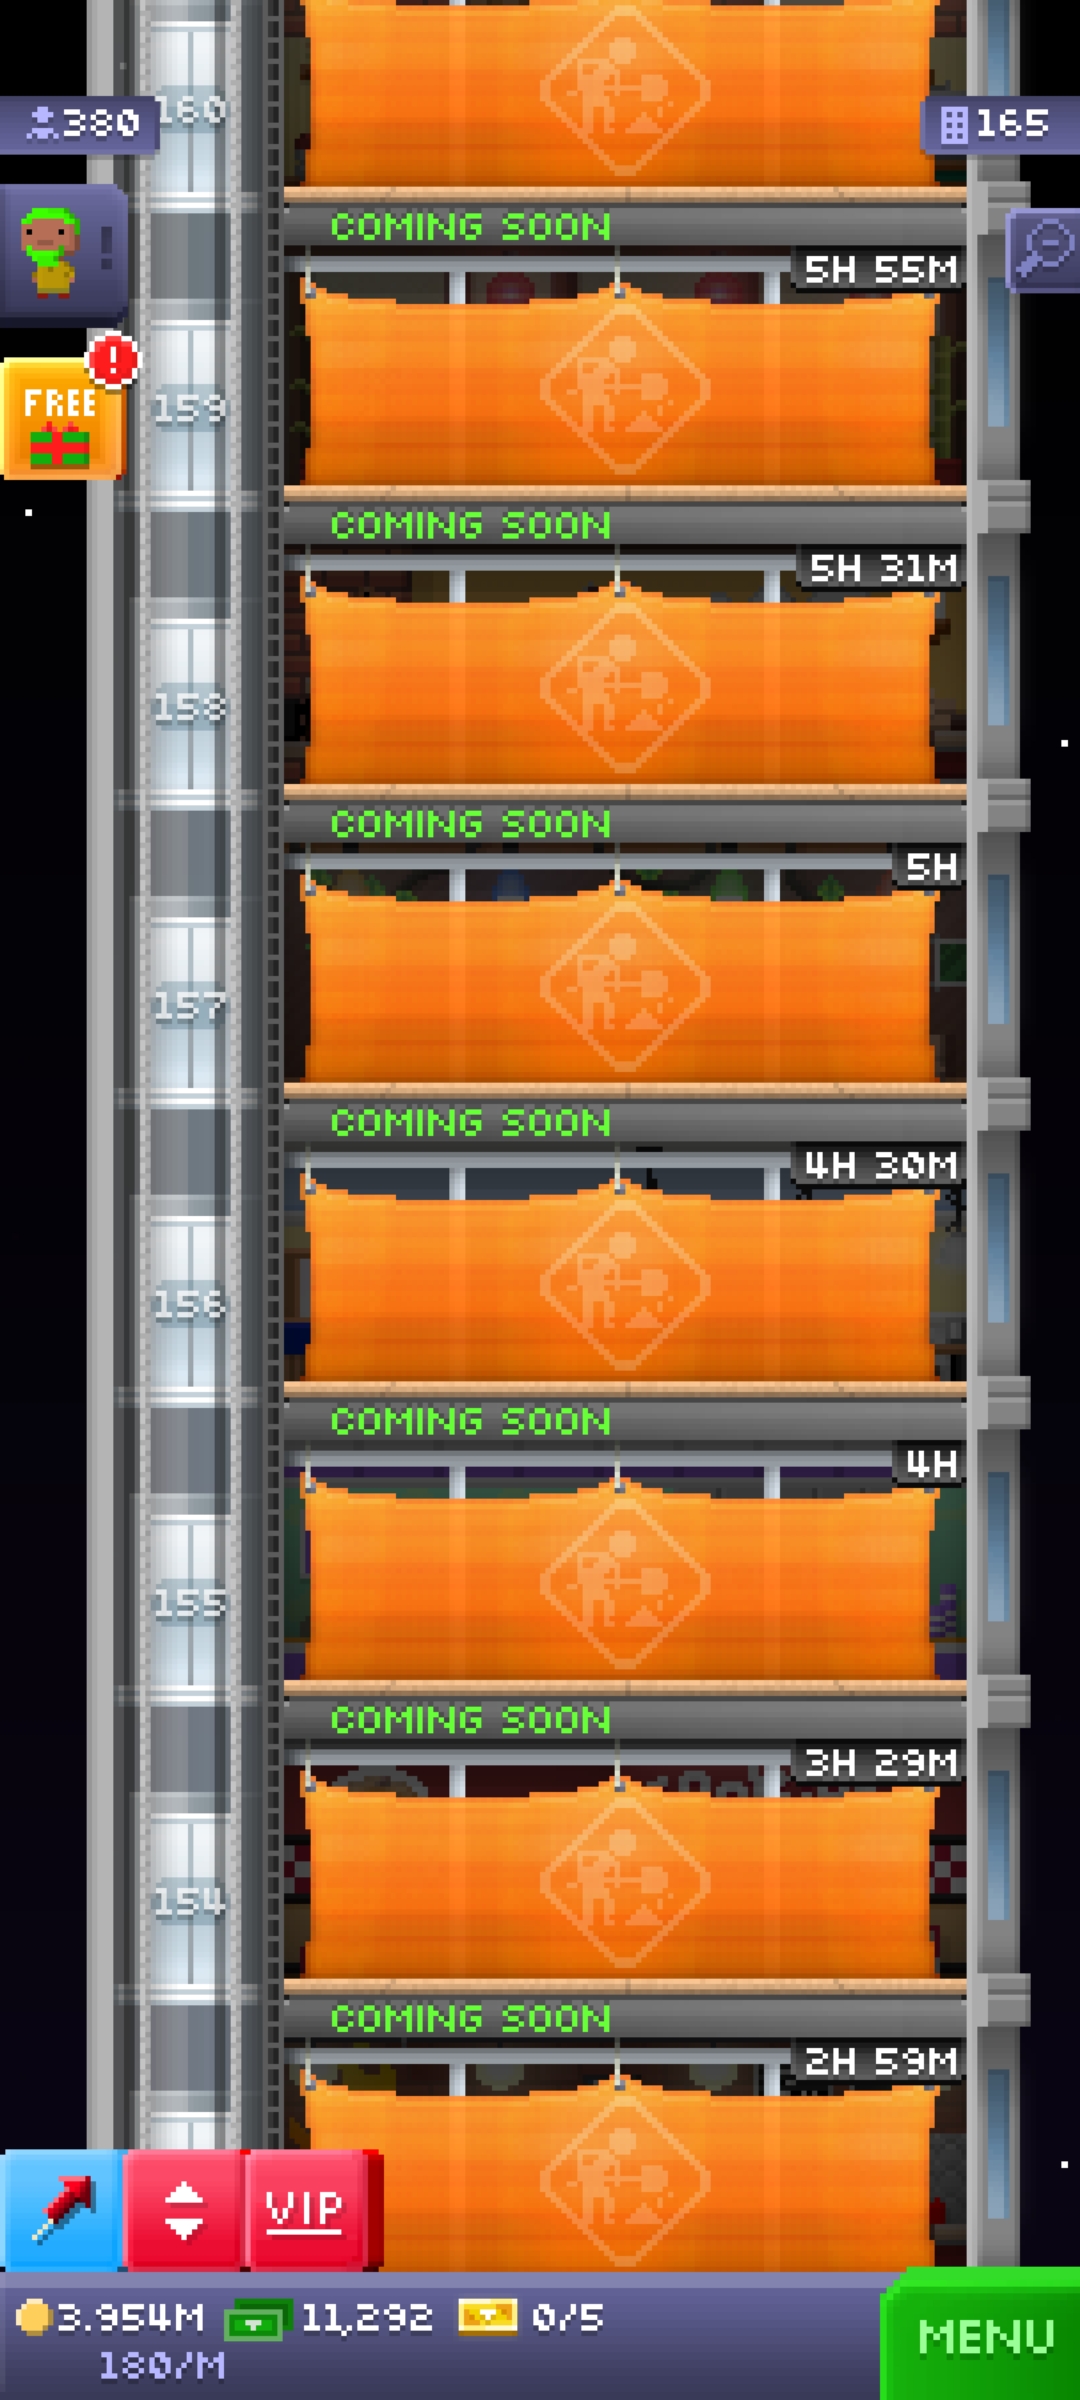 160
380
165
COMING SOON
5H 55M
!
FREE
!
159
COMING SOON
5H 31M
158
COMING SOON
5H
157
COMING SOON
4H 30M
156
COMING SOON
4H
155
COMING SOON
3H 29M
154
COMING SOON
2H 59M
VIP
3.954M 11,292 0/5
180/M
MENU